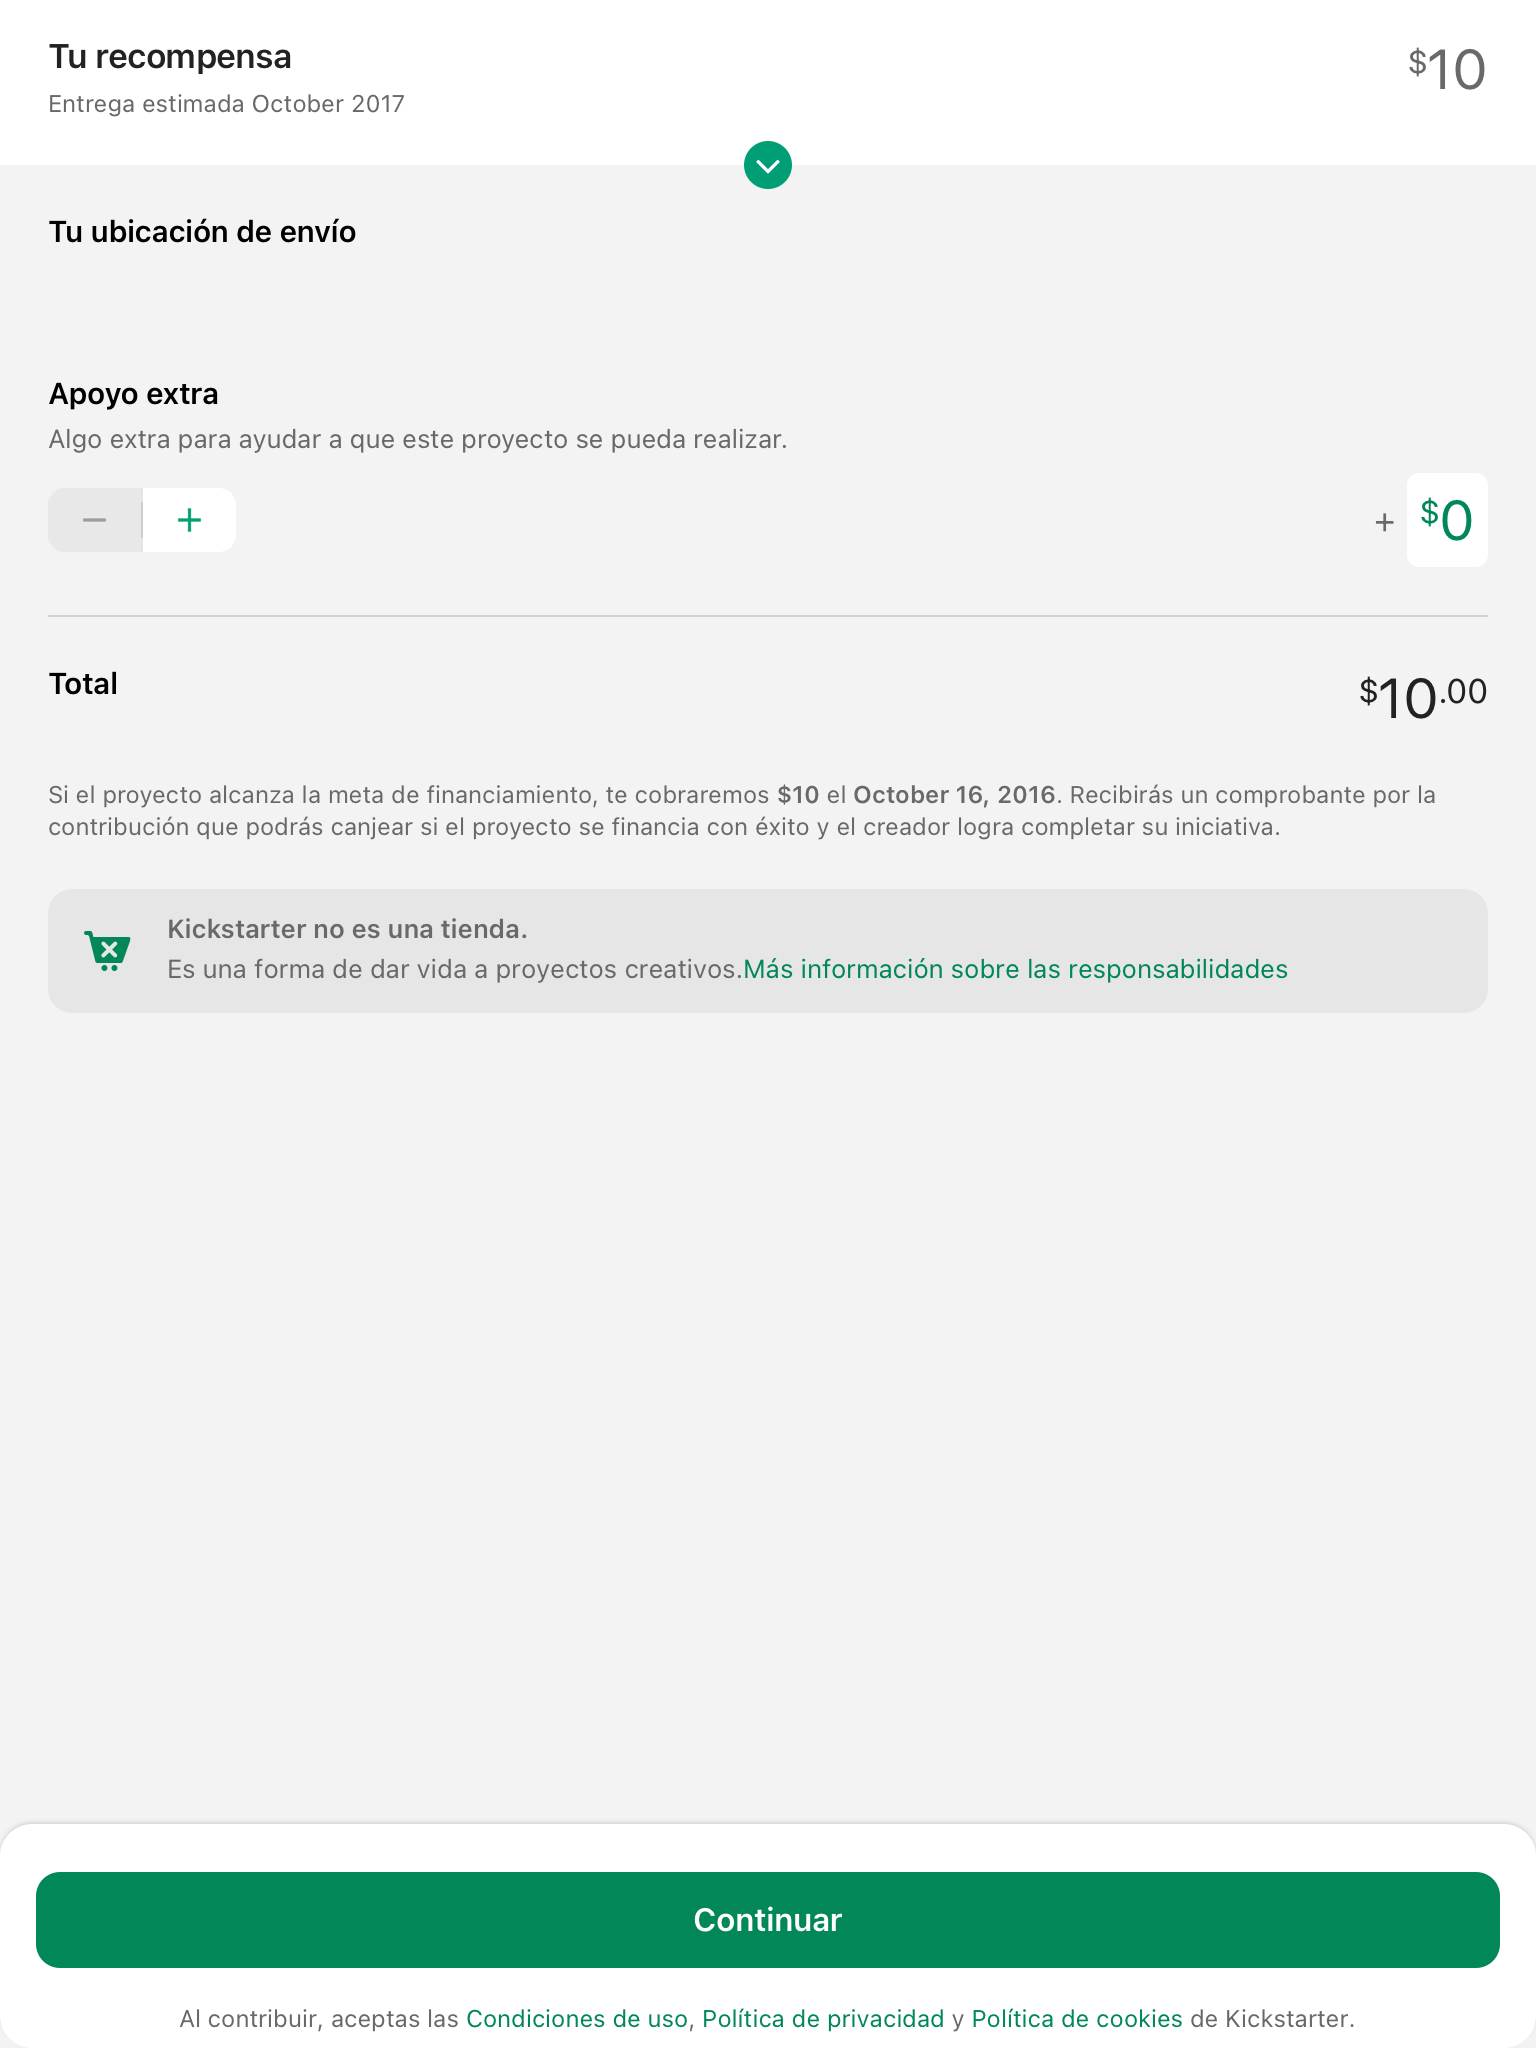 Tu recompensa
$10
Entrega estimada October 2017
Tu ubicación de envío
Apoyo extra
Algo extra para ayudar a que este proyecto se pueda realizar.
− +
+ $0
Total
$10.00
Si el proyecto alcanza la meta de financiamiento, te cobraremos $10 el October 16, 2016. Recibirás un comprobante por la
contribución que podrás canjear si el proyecto se financia con éxito y el creador logra completar su iniciativa.
Kickstarter no es una tienda.
Es una forma de dar vida a proyectos creativos.Más información sobre las responsabilidades
Continuar
Al contribuir, aceptas las Condiciones de uso, Política de privacidad y Política de cookies de Kickstarter.